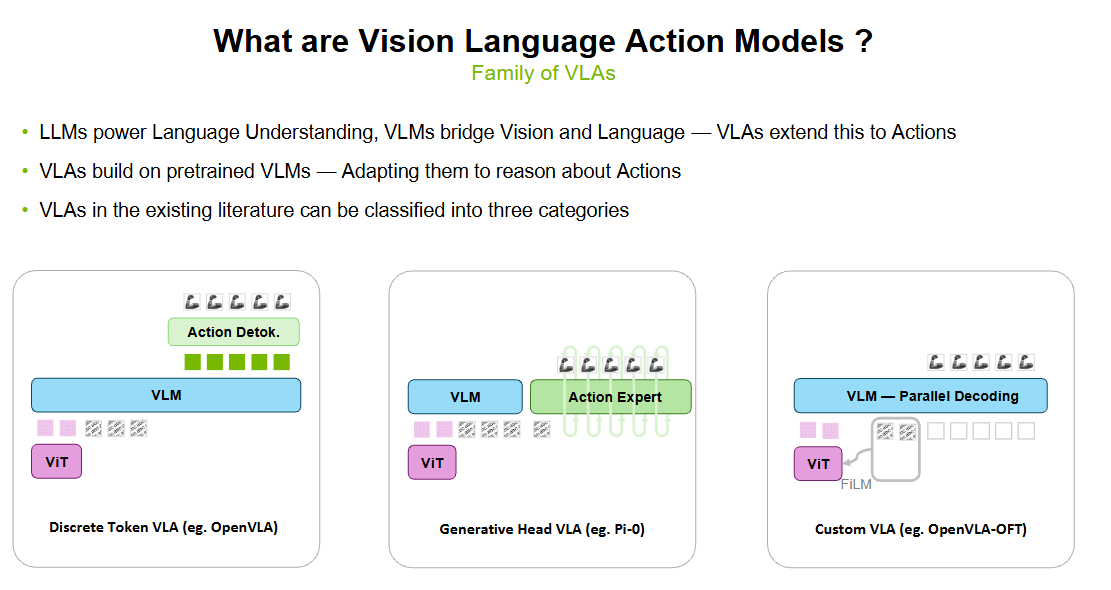 What are Vision Language Action Models ?
Family of VLAs
• LLMs power Language Understanding, VLMs bridge Vision and Language — VLAs extend this to Actions
• VLAs build on pretrained VLMs — Adapting them to reason about Actions
• VLAs in the existing literature can be classified into three categories
Action Detok.
VLM
ViT
Discrete Token VLA (eg. OpenVLA)
VLM
Action Expert
ViT
Generative Head VLA (eg. Pi-0)
VLM — Parallel Decoding
ViT
FiLM
Custom VLA (eg. OpenVLA-OFT)